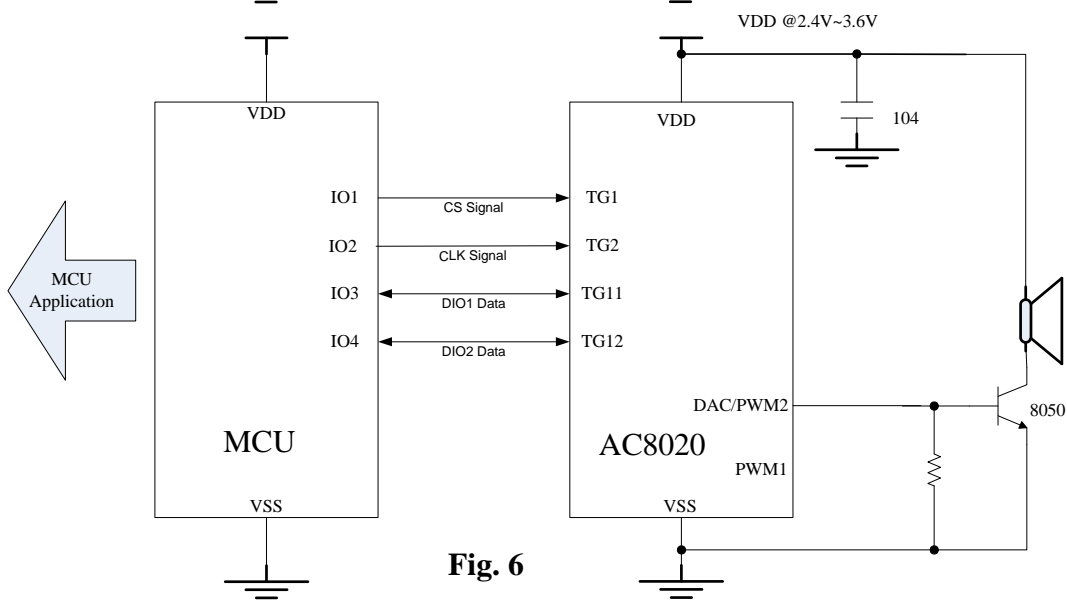 VDD @2.4V~3.6V
VDD
VDD
104
IO1
CS Signal
TG1
IO2
CLK Signal
TG2
MCU
Application
IO3
DIO1 Data
TG11
IO4
DIO2 Data
TG12
DAC/PWM2
8050
MCU
AC8020
PWM1
VSS
VSS
Fig. 6